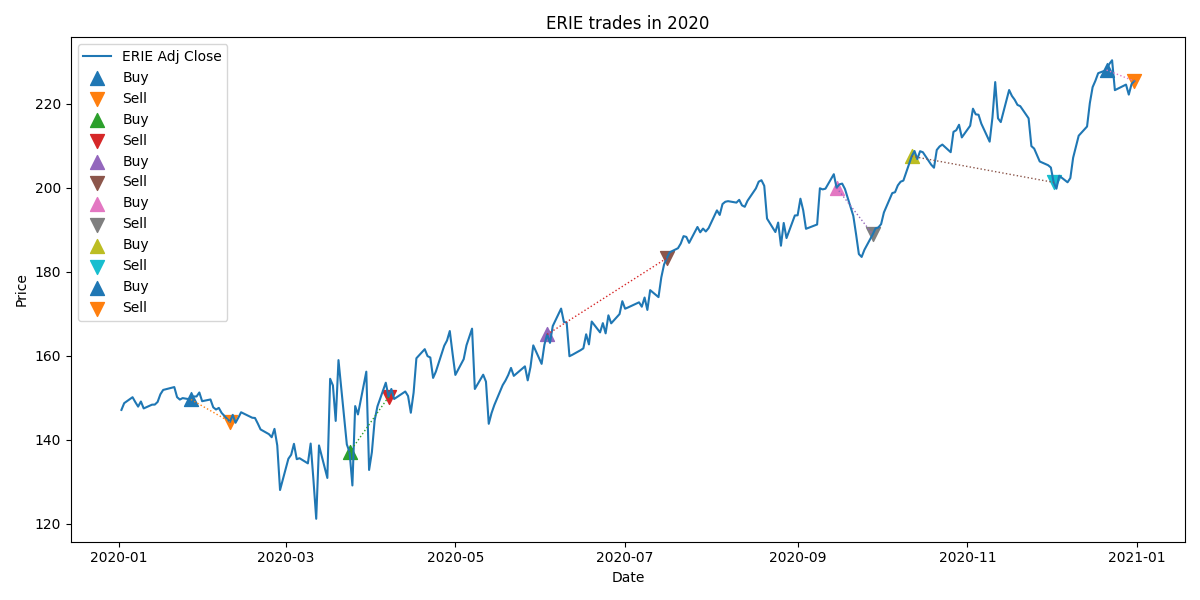 ERIE trades in 2020
ERIE Adj Close
Buy
Sell
Buy
Sell
Buy
Sell
Buy
Sell
Buy
Sell
Buy
Sell
220
200
180
160
140
120
Price
2020-01
2020-03
2020-05
2020-07
2020-09
2020-11
2021-01
Date